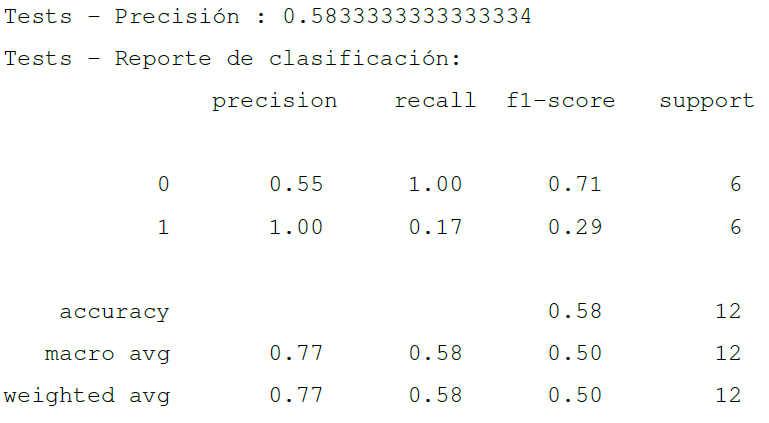 Tests - Precisión : 0.5833333333333334
Tests - Reporte de clasificación:
precision recall f1-score support
0 0.55 1.00 0.71 6
1 1.00 0.17 0.29 6
accuracy 0.58 12
macro avg 0.77 0.58 0.50 12
weighted avg 0.77 0.58 0.50 12